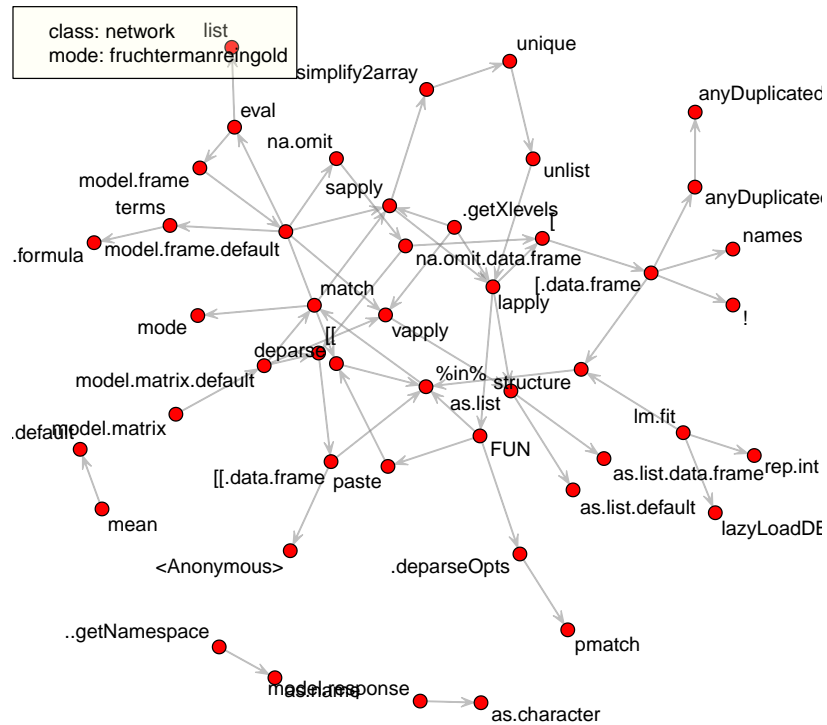 class: network
list
mode: fruchtermanreingold
unique
simplify2array
anyDuplicated
eval
na.omit
unlist
model.frame
sapply
anyDuplicated
terms
.getXlevels
[
names
.formula
model.frame.default
na.omit.data.frame
[.data.frame
match
lapply
mode
vapply
!
deparse
[[
%in%
structure
model.matrix.default
as.list
lm.fit
model.matrix
.default
FUN
[[.data.frame
paste
as.list.data.frame
rep.int
as.list.default
mean
lazyLoadDE
<Anonymous>
.deparseOpts
..getNamespace
pmatch
as.name
model.response
as.character